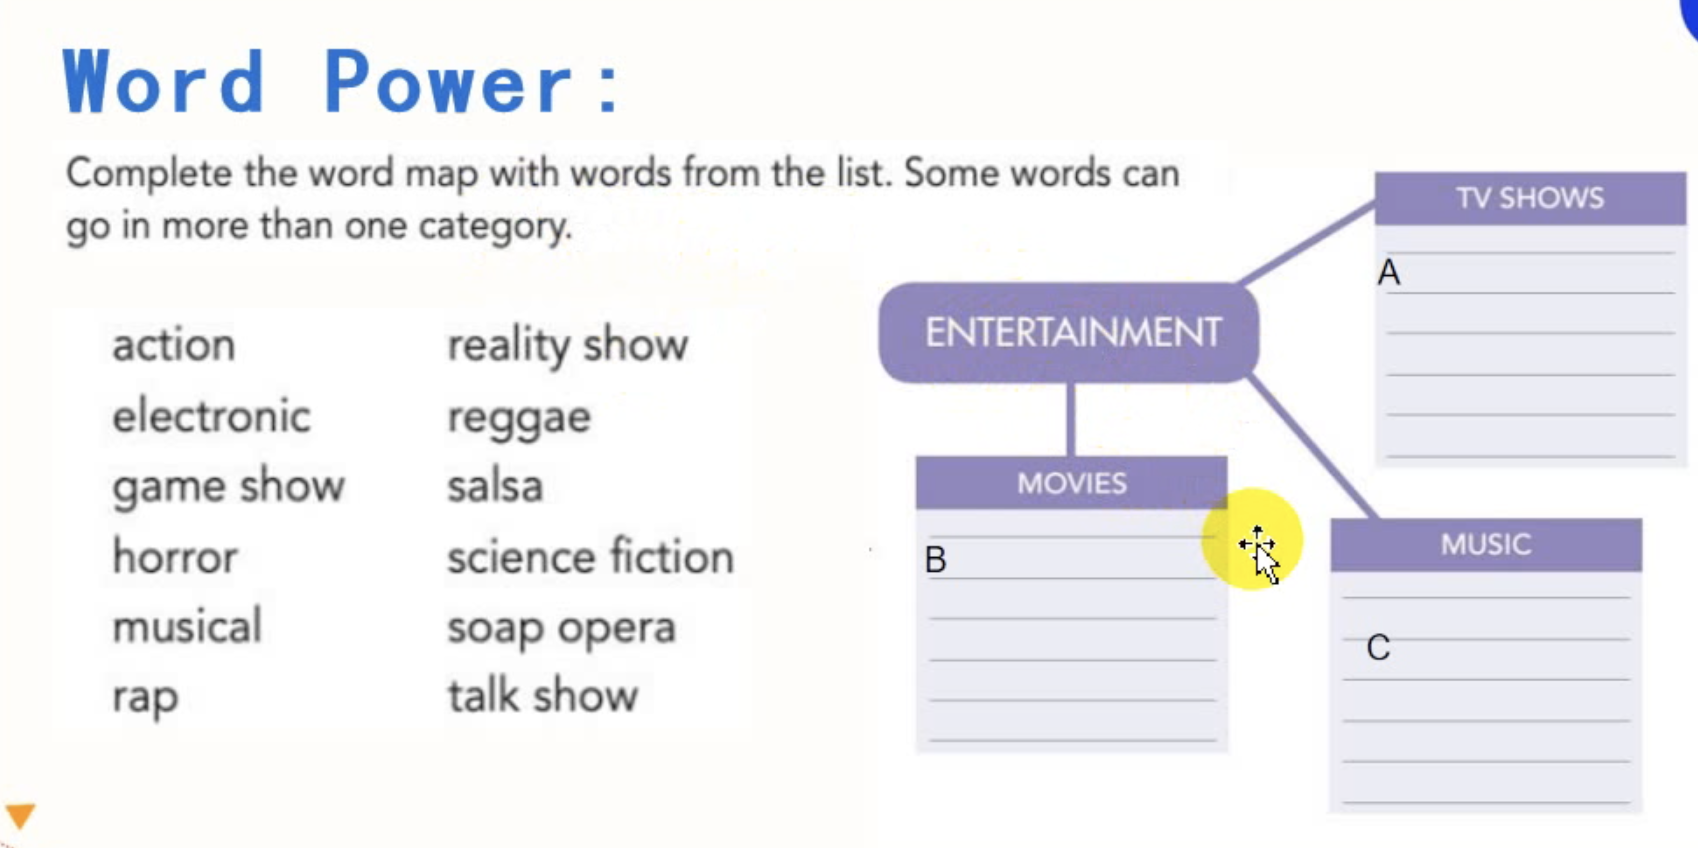 Word Power:
Complete the word map with words from the list. Some words can
go in more than one category.
action
electronic
game show
horror
musical
rap
reality show
reggae
salsa
science fiction
soap opera
talk show
ENTERTAINMENT
TV SHOWS
A
MOVIES
B
MUSIC
C